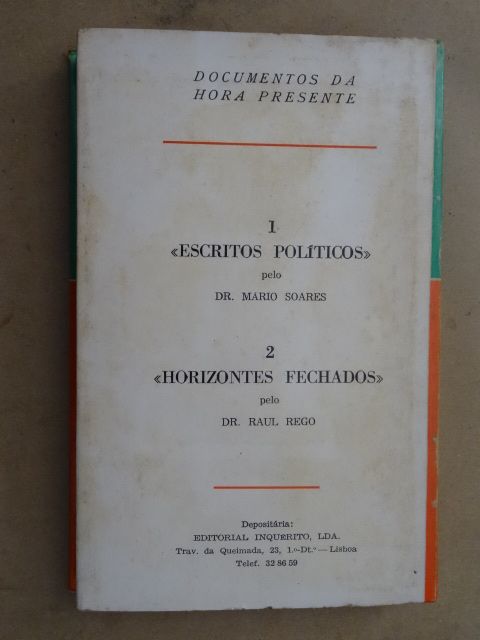 DOCUMENTOS DA
HORA PRESENTE
1
«ESCRITOS POLÍTICOS»
pelo
DR. MARIO SOARES
2
«HORIZONTES FECHADOS»
pelo
DR. RAUL REGO
Depositária:
EDITORIAL INQUERITO, LDA.
Trav. da Queimada, 23, 1.º-Dt.º — Lisboa
Telef. 32 86 59